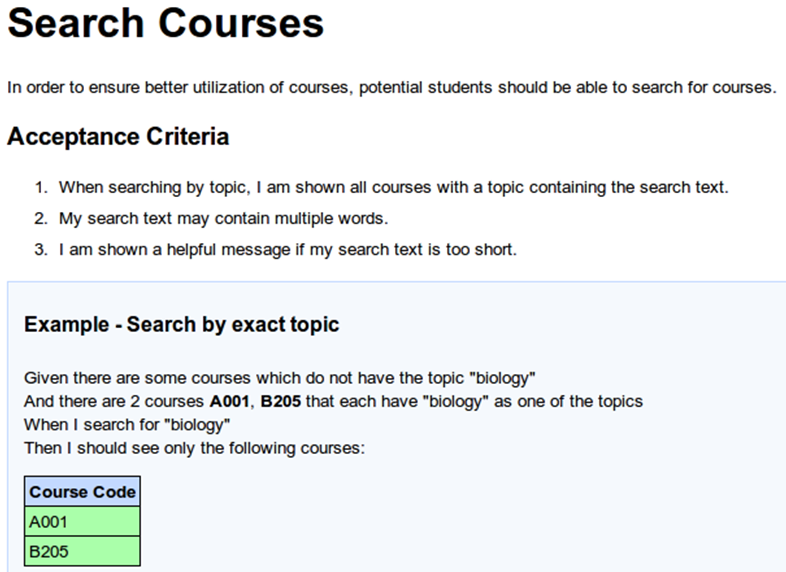 Search Courses
In order to ensure better utilization of courses, potential students should be able to search for courses.
Acceptance Criteria
1. When searching by topic, I am shown all courses with a topic containing the search text.
2. My search text may contain multiple words.
3. I am shown a helpful message if my search text is too short.
Example - Search by exact topic
Given there are some courses which do not have the topic "biology"
And there are 2 courses A001, B205 that each have "biology" as one of the topics
When I search for "biology"
Then I should see only the following courses:
Course Code
A001
B205